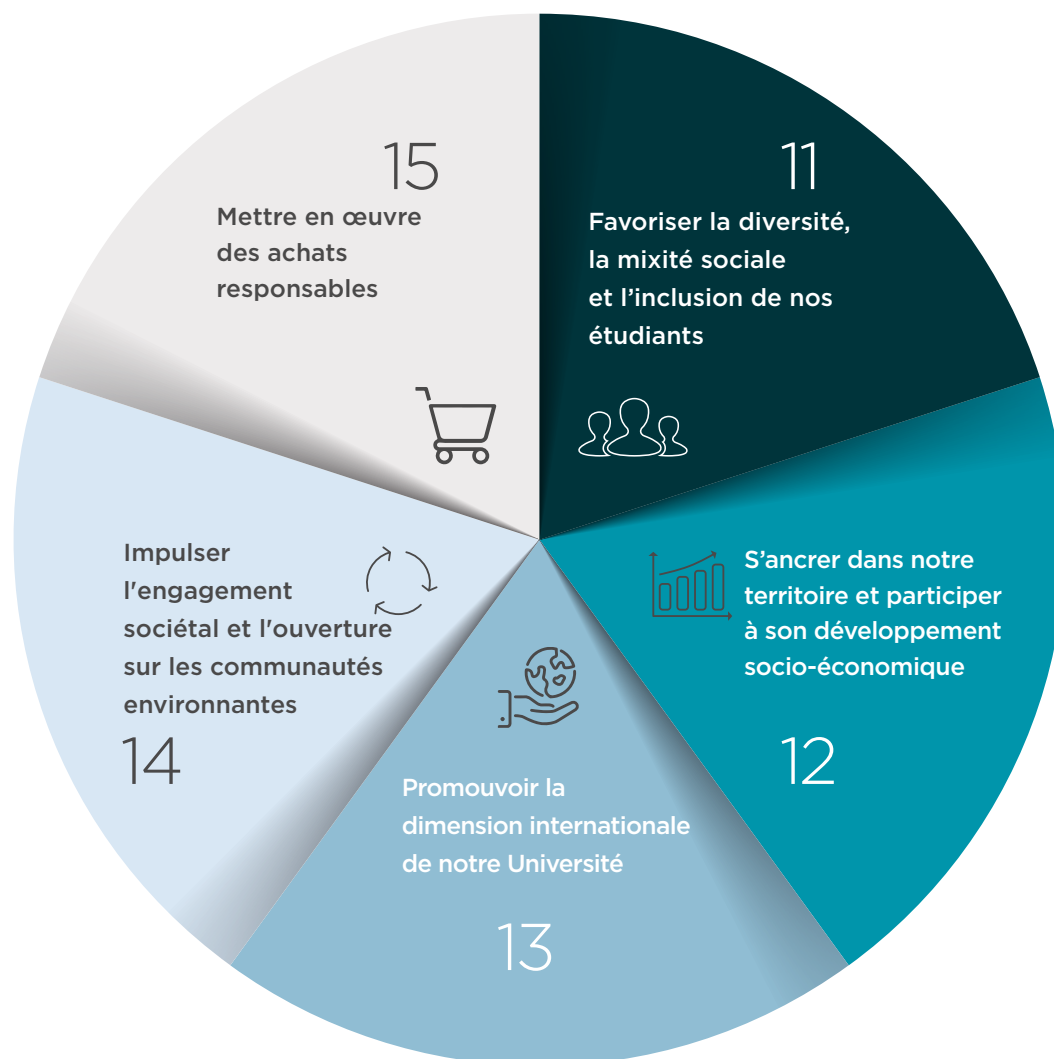 11
Favoriser la diversité,
la mixité sociale
et l’inclusion de nos
étudiants
S’ancrer dans notre
territoire et participer
à son développement
socio-économique
12
Promouvoir la
dimension internationale
de notre Université
13
Impulser
l'engagement
sociétal et l'ouverture
sur les communautés
environnantes
14
15
Mettre en œuvre
des achats
responsables